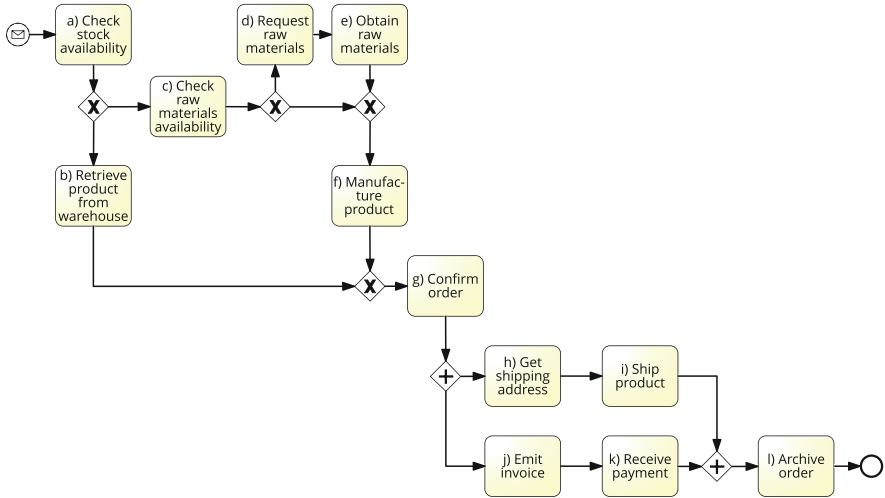 a) Check
stock
availability
d) Request
raw
materials
e) Obtain
raw
materials
X
c) Check
raw
materials
availability
X
X
b) Retrieve
product
from
warehouse
f) Manufac-
ture
product
X
g) Confirm
order
+
h) Get
shipping
address
i) Ship
product
j) Emit
invoice
k) Receive
payment
+
l) Archive
order